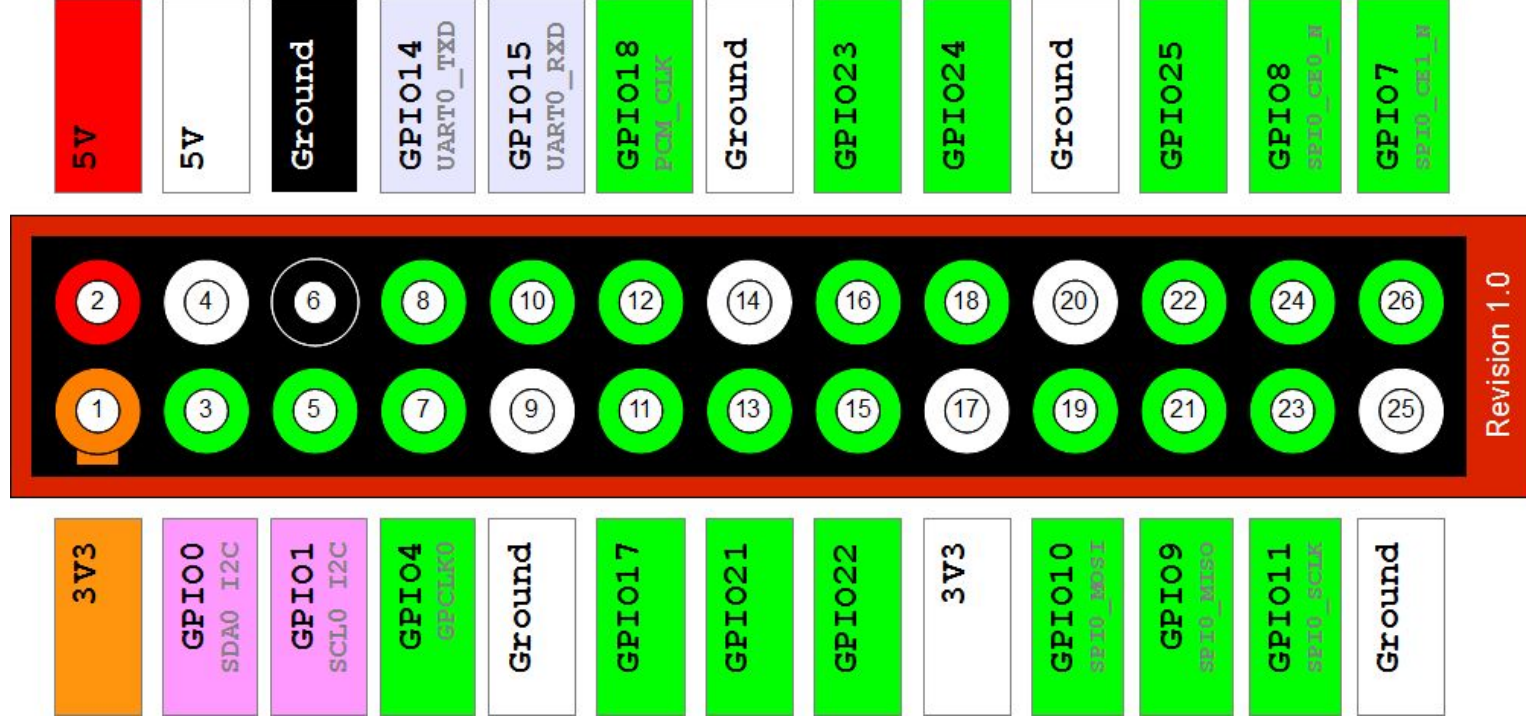 5V
5V
Ground
GPIO14
UART0_TXD
GPIO15
UART0_RXD
GPIO18
PCM_CLK
Ground
GPIO23
GPIO24
Ground
GPIO25
GPIO8
SPI0_CE0_N
GPIO7
SPI0_CE1_N
2 4 6 8 10 12 14 16 18 20 22 24 26
1 3 5 7 9 11 13 15 17 19 21 23 25
Revision 1.0
3V3
GPIO0
SDA0 I2C
GPIO1
SCL0 I2C
GPIO4
GPCLK0
Ground
GPIO17
GPIO21
GPIO22
3V3
GPIO10
SPI0_MOSI
GPIO9
SPI0_MISO
GPIO11
SPI0_SCLK
Ground